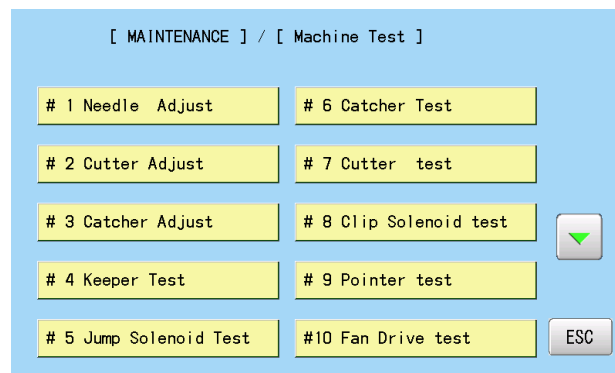 [ MAINTENANCE ] / [ Machine Test ]
# 1 Needle  Adjust
# 2 Cutter Adjust
# 3 Catcher Adjust
# 4 Keeper Test
# 5 Jump Solenoid Test
# 6 Catcher Test
# 7 Cutter  test
# 8 Clip Solenoid test
# 9 Pointer test
#10 Fan Drive test
ESC